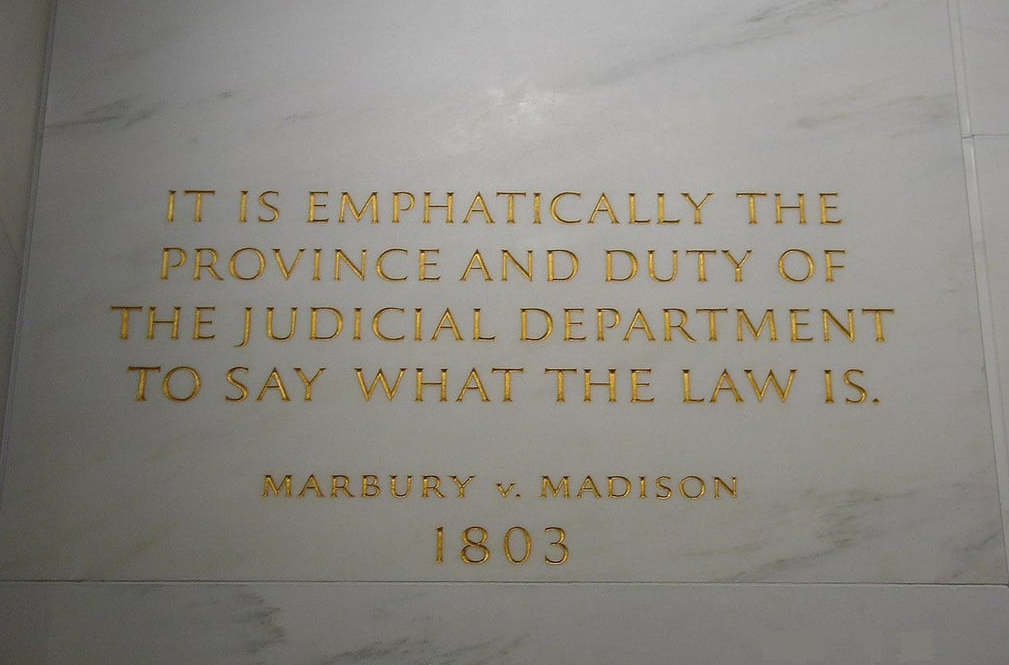 IT IS EMPHATICALLY THE
PROVINCE AND DUTY OF
THE JUDICIAL DEPARTMENT
TO SAY WHAT THE LAW IS.
MARBURY v. MADISON
1803